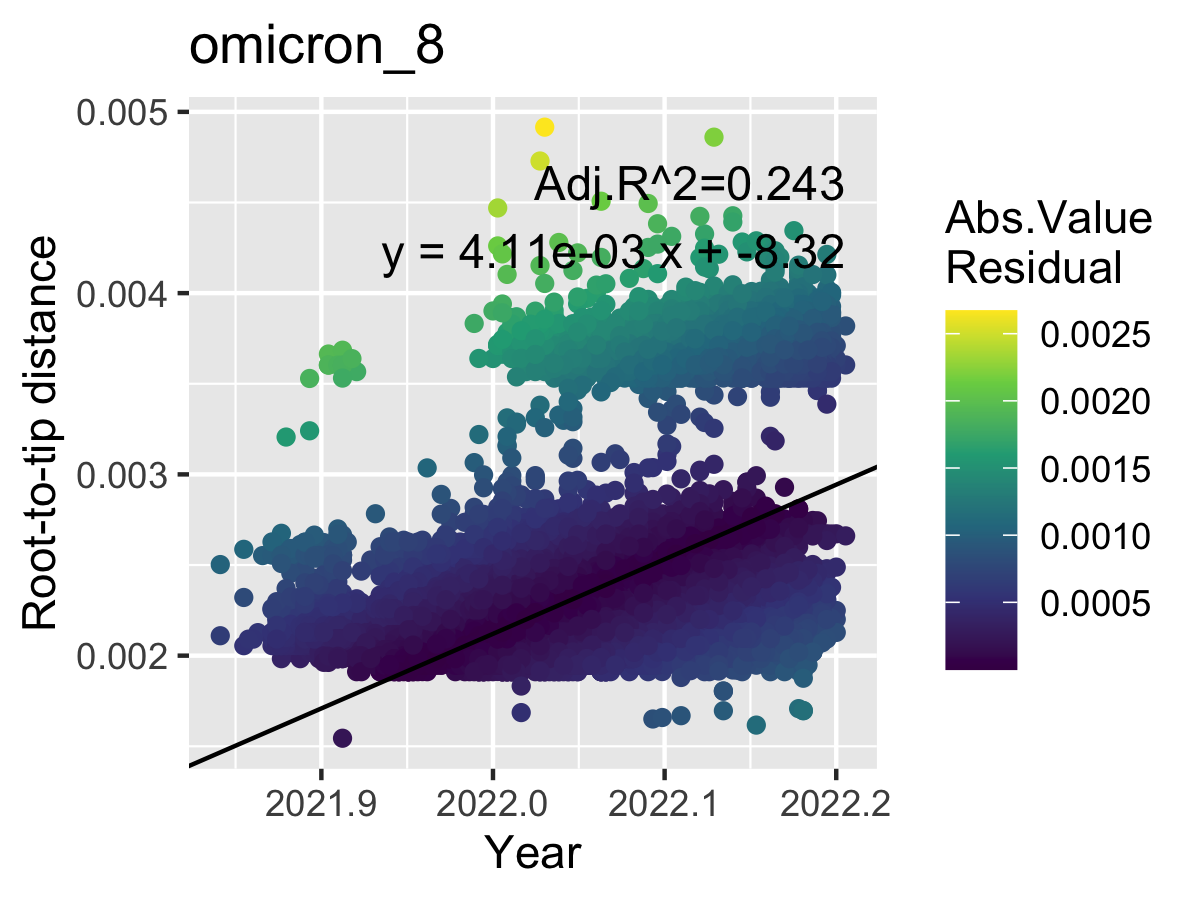 omicron_8
0.005
0.004
0.003
0.002
Root-to-tip distance
Adj.R^2=0.243
y = 4.11e-03 x + -8.32
2021.9 2022.0 2022.1 2022.2
Year
Abs.Value
Residual
0.0025
0.0020
0.0015
0.0010
0.0005